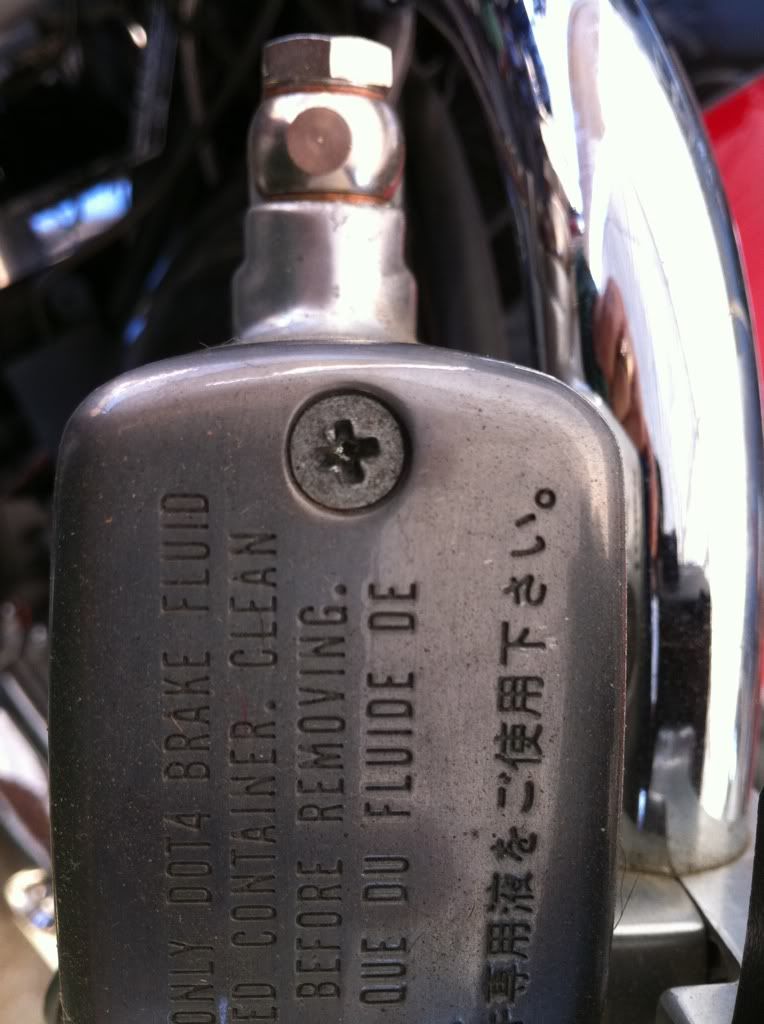 ONLY DOT4 BRAKE FLUID
ED CONTAINER. CLEAN
BEFORE REMOVING.
QUE DU FLUIDE DE
専用液をご使用下さい。